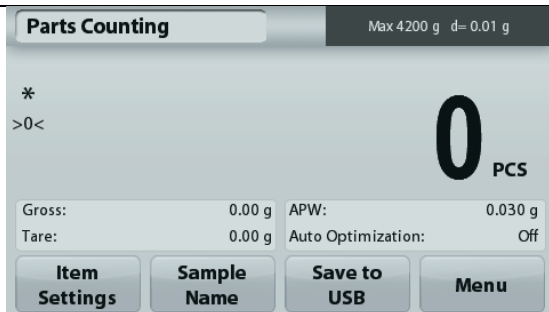 Parts Counting
Max 4200 g d= 0.01 g
*
>0<
0 PCS
Gross: 0.00 g APW: 0.030 g
Tare: 0.00 g Auto Optimization: Off
Item Settings
Sample Name
Save to USB
Menu